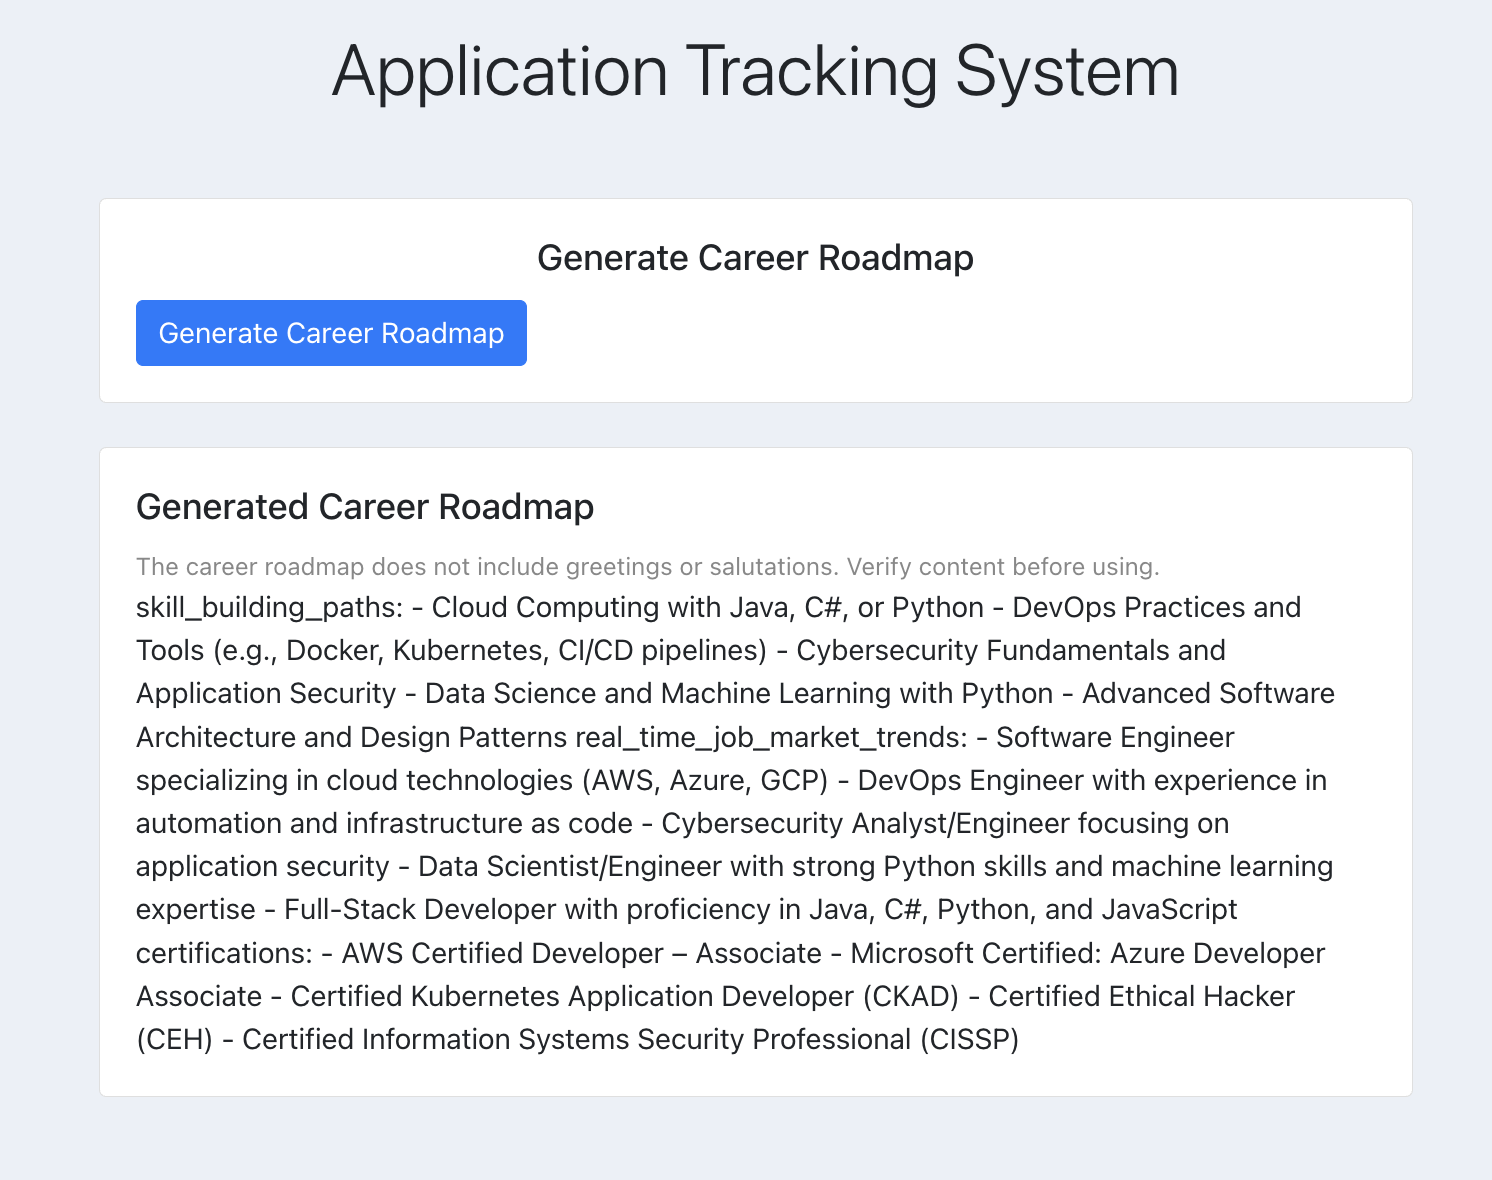 Application Tracking System
Generate Career Roadmap
Generate Career Roadmap
Generated Career Roadmap
The career roadmap does not include greetings or salutations. Verify content before using.
skill_building_paths: - Cloud Computing with Java, C#, or Python - DevOps Practices and
Tools (e.g., Docker, Kubernetes, CI/CD pipelines) - Cybersecurity Fundamentals and
Application Security - Data Science and Machine Learning with Python - Advanced Software
Architecture and Design Patterns real_time_job_market_trends: - Software Engineer
specializing in cloud technologies (AWS, Azure, GCP) - DevOps Engineer with experience in
automation and infrastructure as code - Cybersecurity Analyst/Engineer focusing on
application security - Data Scientist/Engineer with strong Python skills and machine learning
expertise - Full-Stack Developer with proficiency in Java, C#, Python, and JavaScript
certifications: - AWS Certified Developer – Associate - Microsoft Certified: Azure Developer
Associate - Certified Kubernetes Application Developer (CKAD) - Certified Ethical Hacker
(CEH) - Certified Information Systems Security Professional (CISSP)